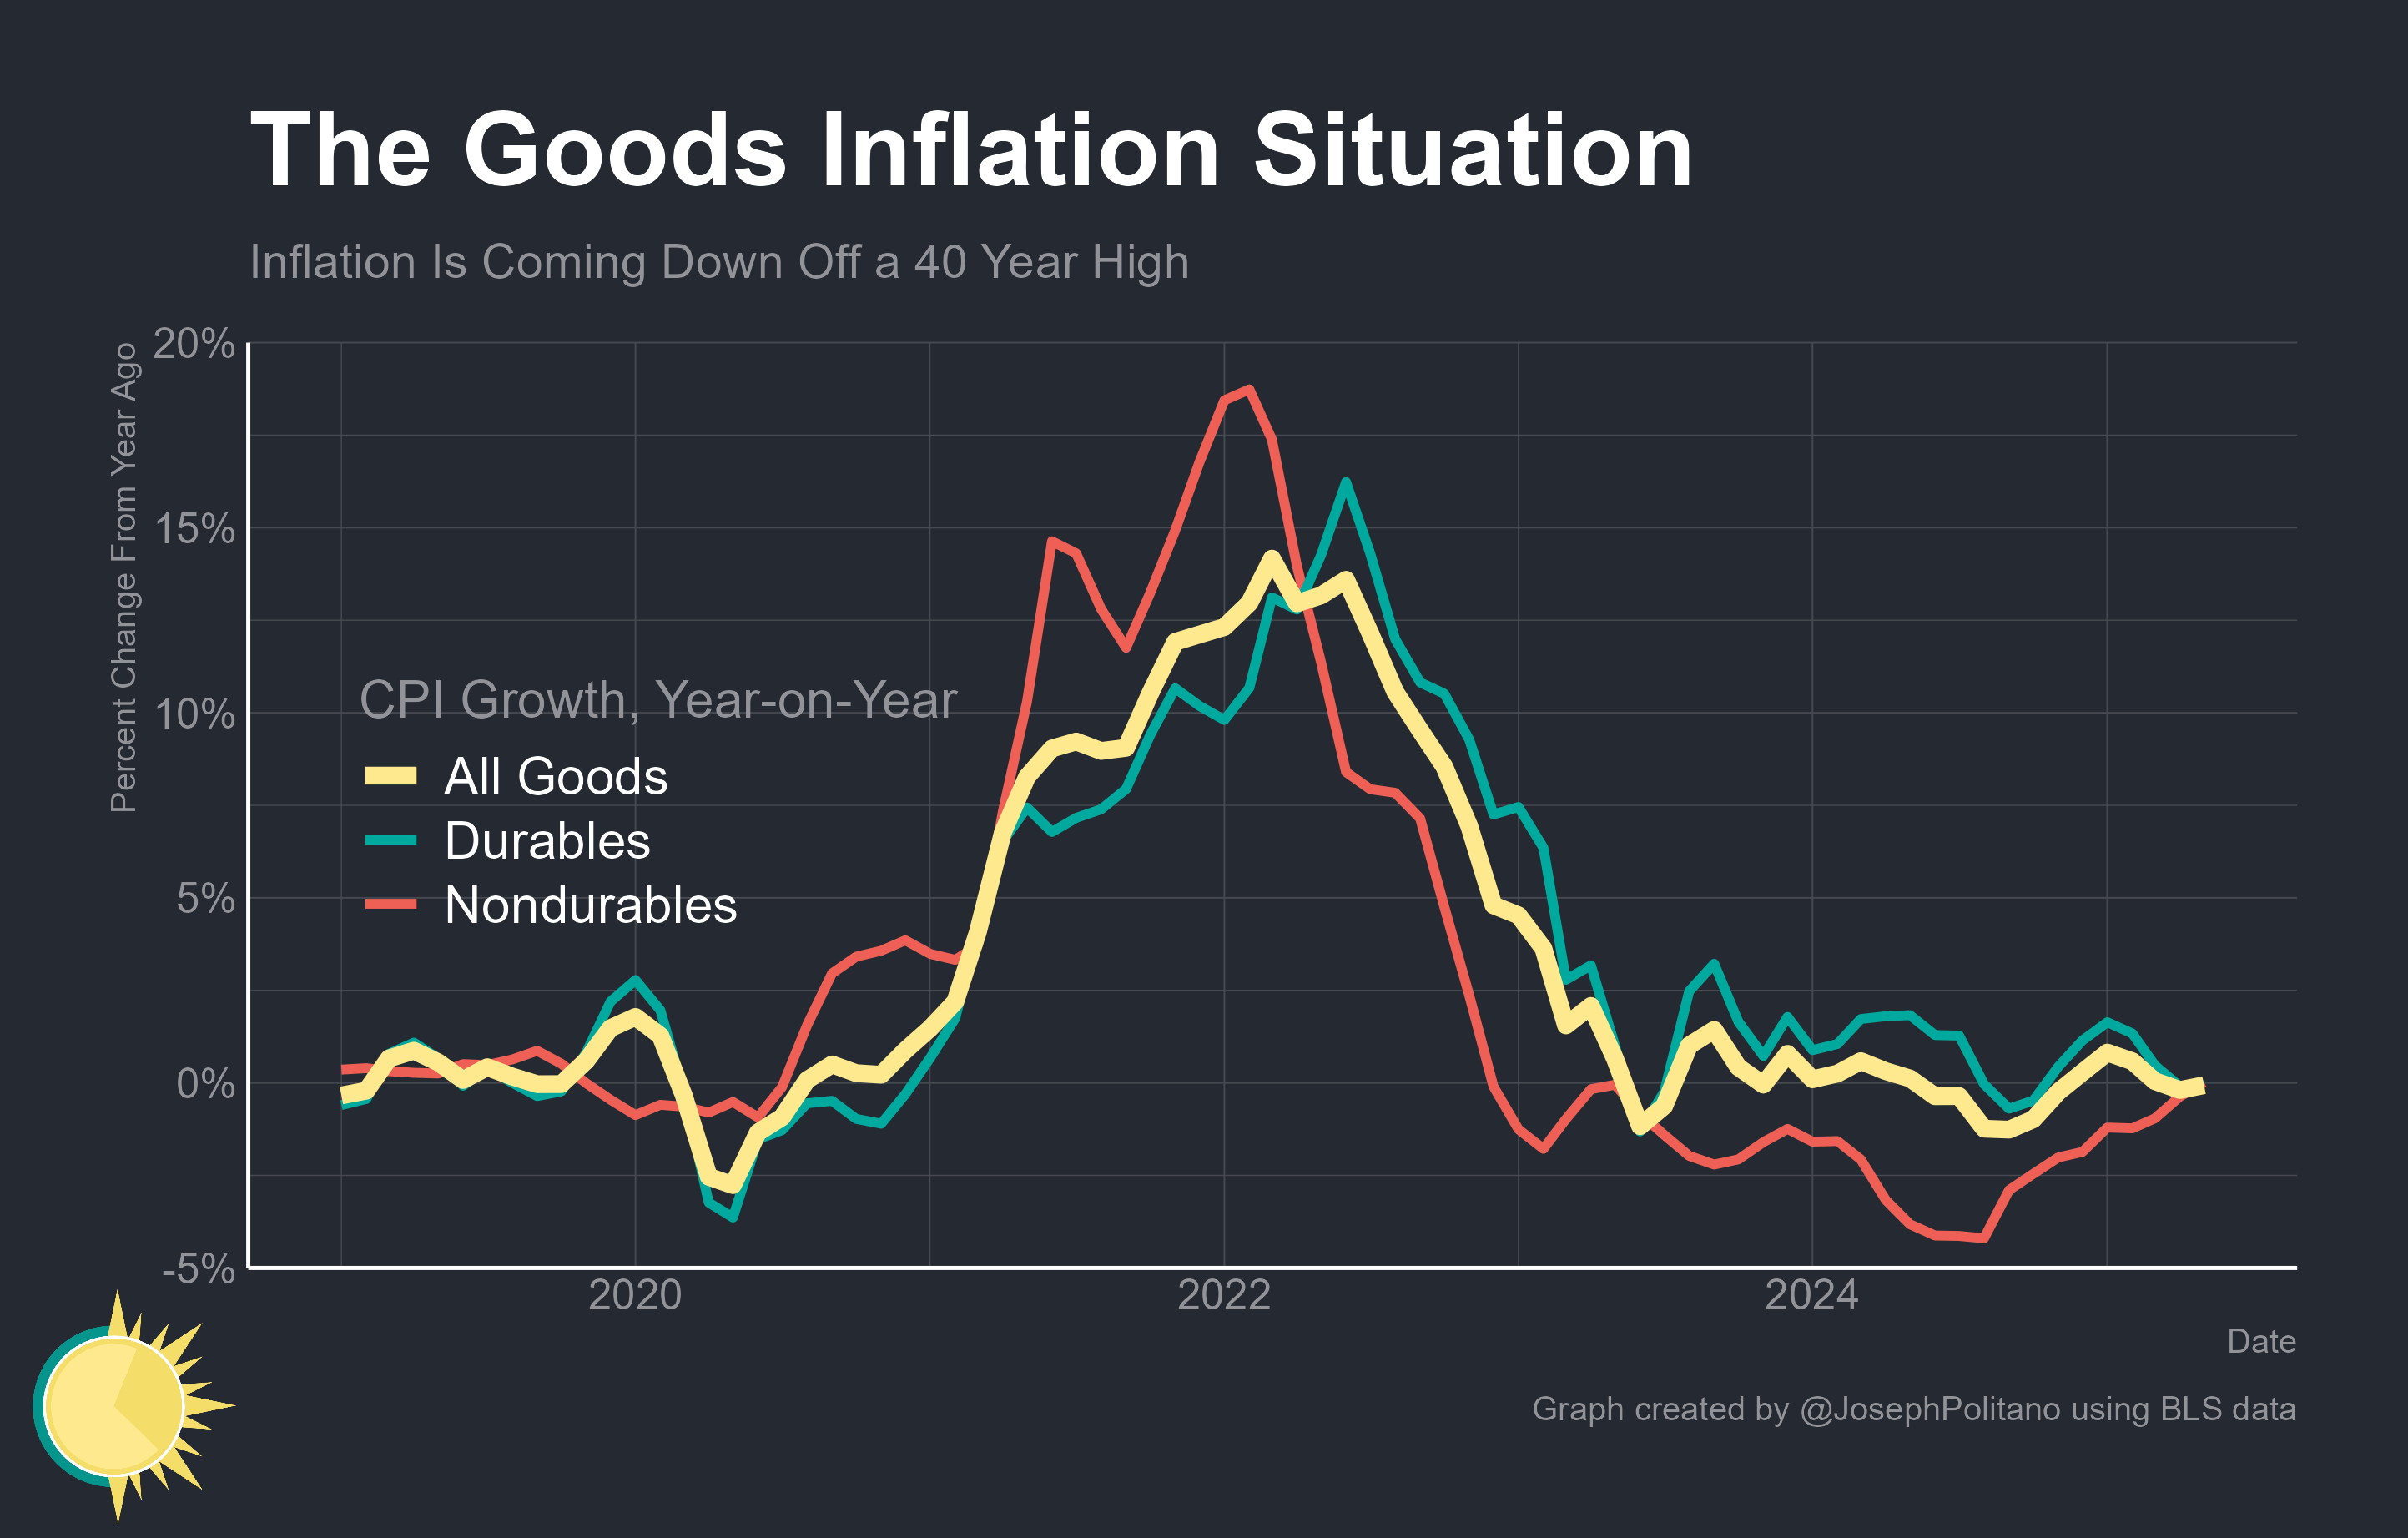 The Goods Inflation Situation
Inflation Is Coming Down Off a 40 Year High
Percent Change From Year Ago
20%
15%
10%
5%
0%
-5%
CPI Growth, Year-on-Year
All Goods
Durables
Nondurables
2020
2022
2024
Date
Graph created by @JosephPolitano using BLS data